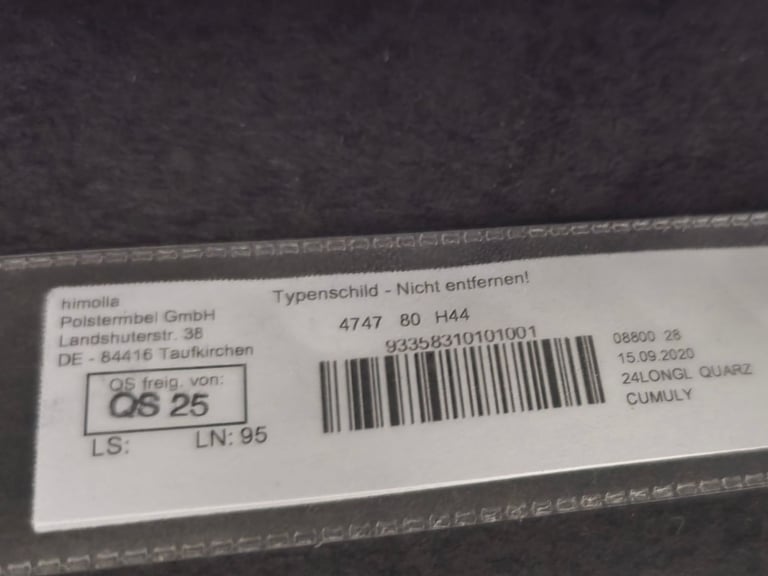 himolla
Polstermbel GmbH
Landshuterstr. 38
DE - 84416 Taufkirchen
QS freig. von:
QS 25
LS: LN: 95
Typenschild - Nicht entfernen!
4747 80 H44
93358310101001
08800 28
15.09.2020
24LONGL QUARZ
CUMULY